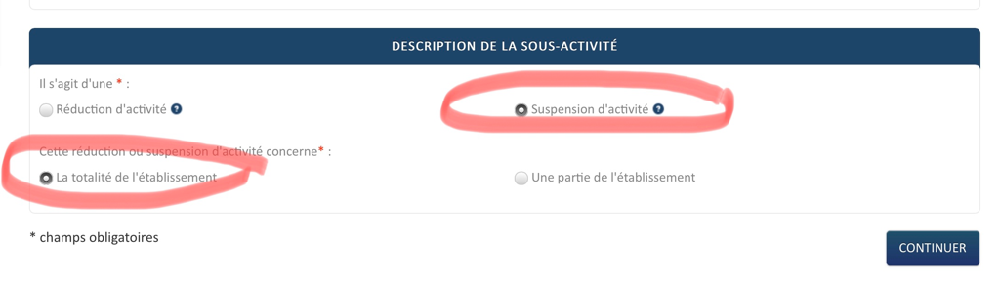 DESCRIPTION DE LA SOUS-ACTIVITÉ
Il s'agit d'une * :
Réduction d'activité ? Suspension d'activité ?
Cette réduction ou suspension d'activité concerne* :
La totalité de l'établissement Une partie de l'établissement
* champs obligatoires
CONTINUER